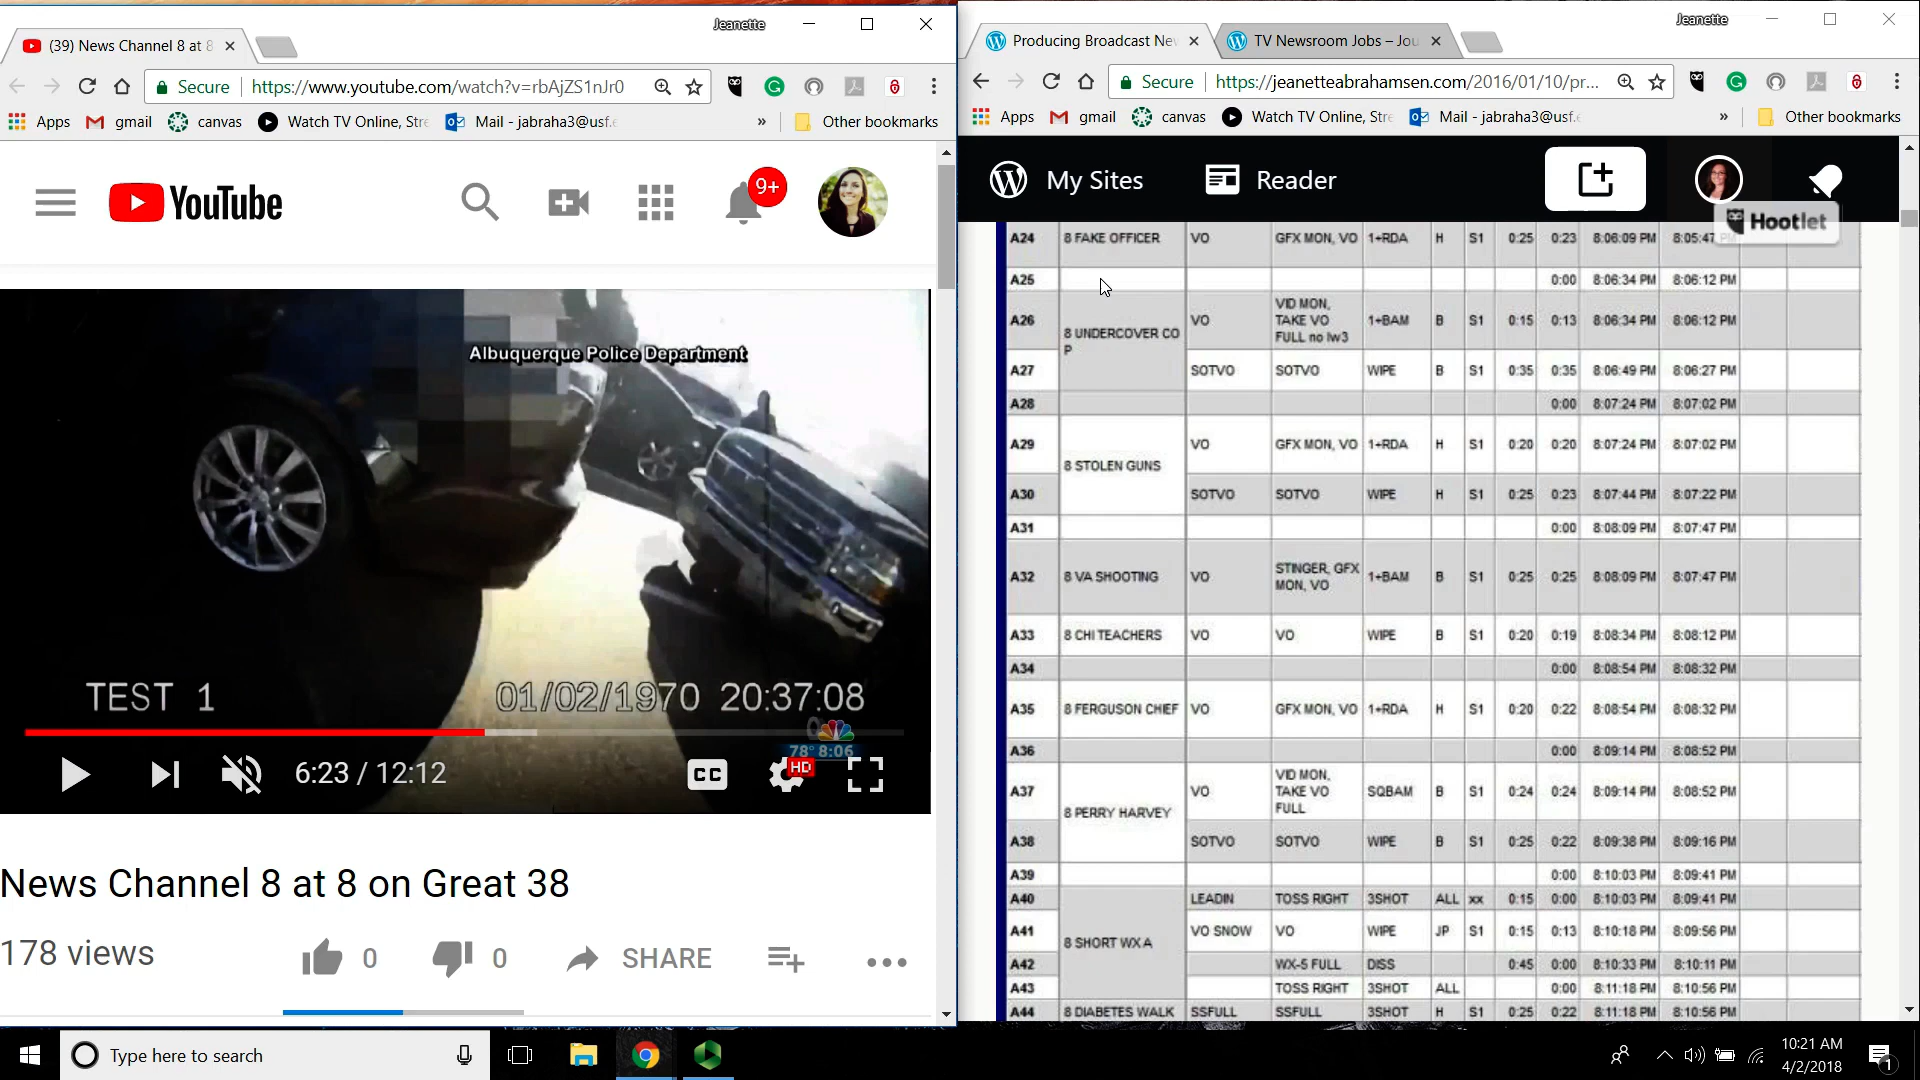 Jeanette
(39) News Channel 8 at 8
Secure
https://www.youtube.com/watch?v=rbAjZS1nJr0
Apps
gmail
canvas
Watch TV Online, Stre
Mail - jabraha3@usf.e
»
Other bookmarks
YouTube
9+
Albuquerque Police Department
TEST 1
01/02/1970 20:37:08
78° 8:06
6:23 / 12:12
CC
HD
News Channel 8 at 8 on Great 38
178 views
0
0
SHARE
Jeanette
Producing Broadcast Nev
TV Newsroom Jobs – Jou
Secure
https://jeanetteabrahamsen.com/2016/01/10/pr...
Apps
gmail
canvas
Watch TV Online, Stre
Mail - jabraha3@usf.e
»
Other bookmarks
My Sites
Reader
Hootlet
A24 8 FAKE OFFICER VO GFX MON, VO 1+RDA H S1 0:25 0:23 8:06:09 PM 8:05:47
A25 0:00 8:06:34 PM 8:06:12 PM
A26 8 UNDERCOVER CO
P VO VID MON,
TAKE VO
FULL no lw3 1+BAM B S1 0:15 0:13 8:06:34 PM 8:06:12 PM
A27 SOTVO SOTVO WIPE B S1 0:35 0:35 8:06:49 PM 8:06:27 PM
A28 0:00 8:07:24 PM 8:07:02 PM
A29 8 STOLEN GUNS VO GFX MON, VO 1+RDA H S1 0:20 0:20 8:07:24 PM 8:07:02 PM
A30 SOTVO SOTVO WIPE H S1 0:25 0:23 8:07:44 PM 8:07:22 PM
A31 0:00 8:08:09 PM 8:07:47 PM
A32 8 VA SHOOTING VO STINGER, GFX
MON, VO 1+BAM B S1 0:25 0:25 8:08:09 PM 8:07:47 PM
A33 8 CHI TEACHERS VO VO WIPE B S1 0:20 0:19 8:08:34 PM 8:08:12 PM
A34 0:00 8:08:54 PM 8:08:32 PM
A35 8 FERGUSON CHIEF VO GFX MON, VO 1+RDA H S1 0:20 0:22 8:08:54 PM 8:08:32 PM
A36 0:00 8:09:14 PM 8:08:52 PM
A37 8 PERRY HARVEY VO VID MON,
TAKE VO
FULL SQBAM B S1 0:24 0:24 8:09:14 PM 8:08:52 PM
A38 SOTVO SOTVO WIPE B S1 0:25 0:22 8:09:38 PM 8:09:16 PM
A39 0:00 8:10:03 PM 8:09:41 PM
A40 8 SHORT WX A LEADIN TOSS RIGHT 3SHOT ALL xx 0:15 0:00 8:10:03 PM 8:09:41 PM
A41 VO SNOW VO WIPE JP S1 0:15 0:13 8:10:18 PM 8:09:56 PM
A42 WX-5 FULL DISS 0:45 0:00 8:10:33 PM 8:10:11 PM
A43 TOSS RIGHT 3SHOT ALL 0:00 8:11:18 PM 8:10:56 PM
A44 8 DIABETES WALK SSFULL SSFULL 3SHOT H S1 0:25 0:22 8:11:18 PM 8:10:56 PM
Type here to search
10:21 AM
4/2/2018
1